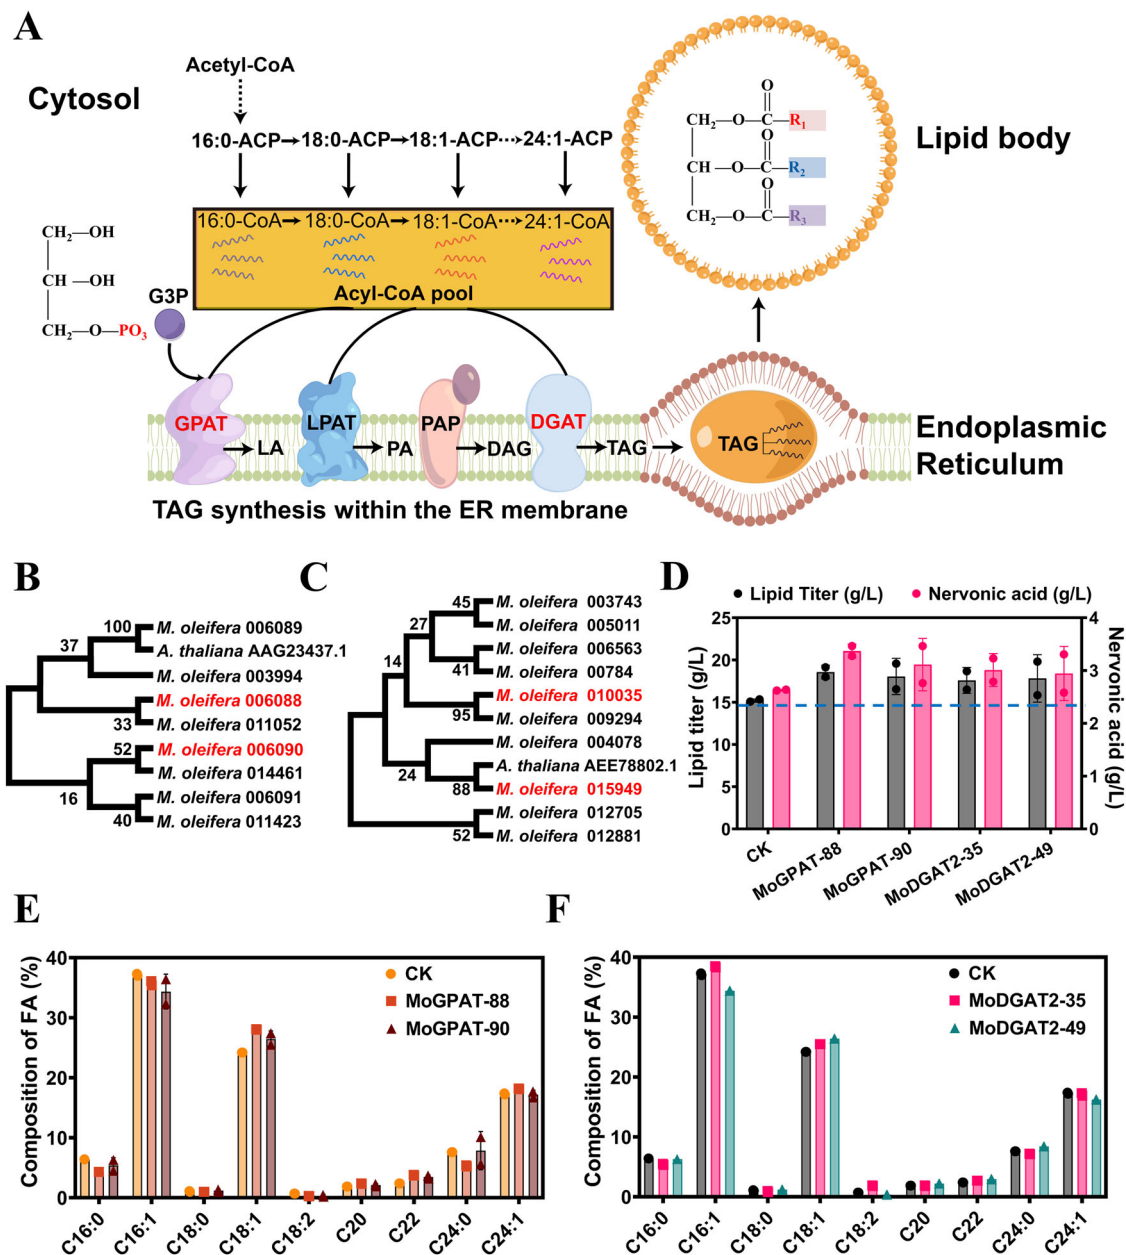 A
Acetyl-CoA
Cytosol
16:0-ACP 18:0-ACP 18:1-ACP 24:1-ACP
16:0-CoA 18:0-CoA 18:1-CoA 24:1-CoA
Acyl-CoA pool
CH2—OH
CH—OH
CH2—O—PO3
G3P
O
CH2—O—C—R1
O
CH—O—C—R2
O
CH2—O—C—R3
Lipid body
GPAT LPAT PAP DGAT
LA PA DAG TAG
TAG
Endoplasmic
Reticulum
TAG synthesis within the ER membrane
B
100
37
33
52
16
40
M. oleifera 006089
A. thaliana AAG23437.1
M. oleifera 003994
M. oleifera 006088
M. oleifera 011052
M. oleifera 006090
M. oleifera 014461
M. oleifera 006091
M. oleifera 011423
C
45
27
14
41
95
24
88
52
M. oleifera 003743
M. oleifera 005011
M. oleifera 006563
M. oleifera 00784
M. oleifera 010035
M. oleifera 009294
M. oleifera 004078
A. thaliana AEE78802.1
M. oleifera 015949
M. oleifera 012705
M. oleifera 012881
D
Lipid Titer (g/L) Nervonic acid (g/L)
Lipid titer (g/L)
25
20
15
10
5
0
Nervonic acid (g/L)
4
3
2
1
0
CK
MoGPAT-88
MoGPAT-90
MoDGAT2-35
MoDGAT2-49
E
Composition of FA (%)
40
30
20
10
0
CK
MoGPAT-88
MoGPAT-90
C16:0
C16:1
C18:0
C18:1
C18:2
C20
C22
C24:0
C24:1
F
Composition of FA (%)
40
30
20
10
0
CK
MoDGAT2-35
MoDGAT2-49
C16:0
C16:1
C18:0
C18:1
C18:2
C20
C22
C24:0
C24:1